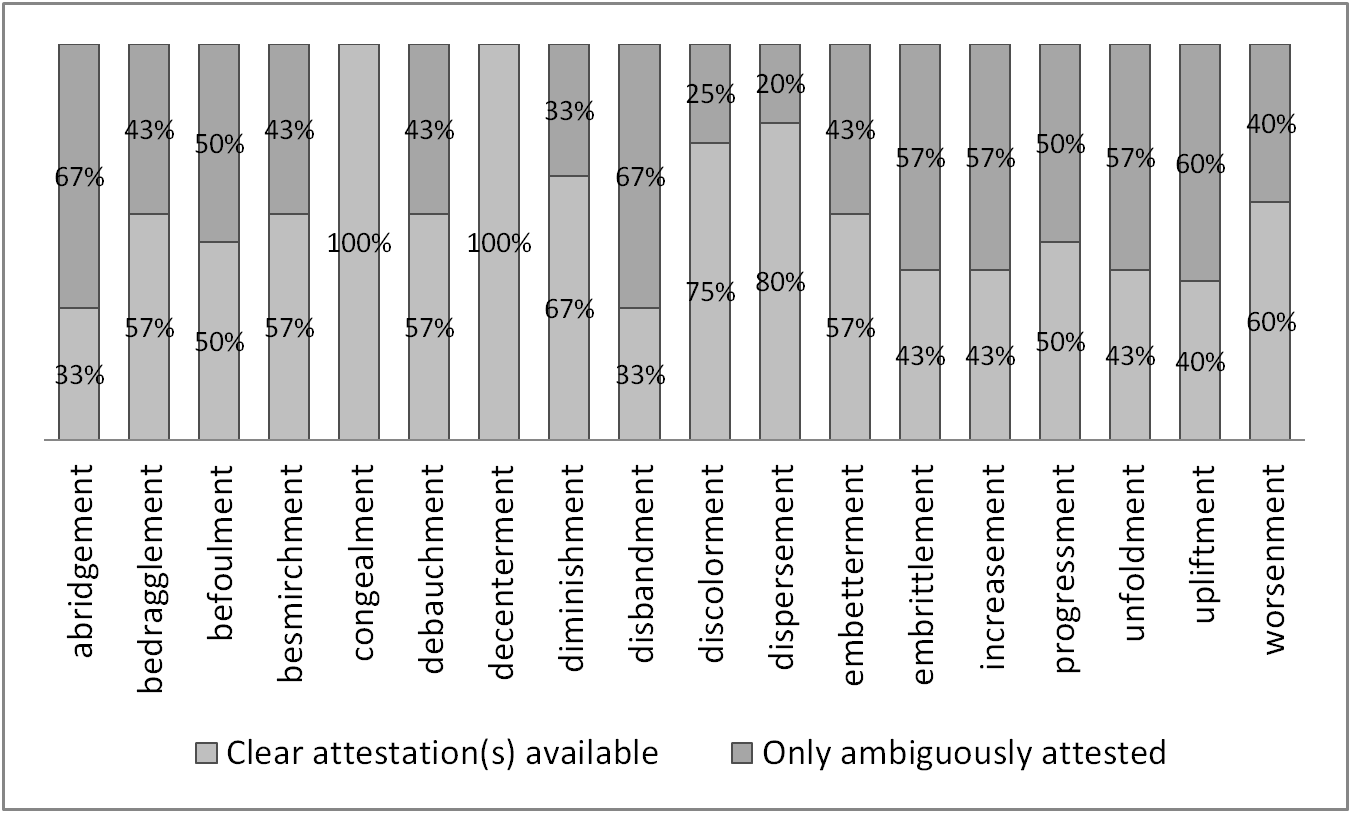 67% 43% 50% 43% 100% 43% 100% 33% 67% 25% 20% 43% 57% 57% 50% 57% 60% 40%
33% 57% 50% 57% 57% 67% 33% 75% 80% 57% 43% 43% 50% 43% 40% 60%
abridgement
bedragglement
befoulment
besmirchment
congealment
debauchment
decenterment
diminishment
disbandment
discolorment
dispersement
embetterment
embrittlement
increasement
progressment
unfoldment
upliftment
worsenment
Clear attestation(s) available
Only ambiguously attested